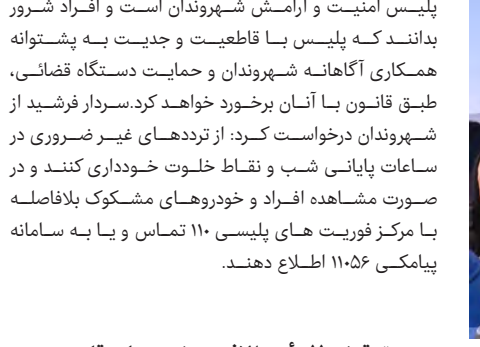 پلیس امنیت و آرامش شهروندان است و افراد شرور
بدانند که پلیس با قاطعیت و جدیت به پشتوانه
همکاری آگاهانه شهروندان و حمایت دستگاه قضائی،
طبق قانون با آنان برخورد خواهد کرد.سردار فرشید از
شهروندان درخواست کرد: از ترددهای غیر ضروری در
ساعات پایانی شب و نقاط خلوت خودداری کنند و در
صورت مشاهده افراد و خودروهای مشکوک بلافاصله
با مرکز فوریت های پلیسی ۱۱۰ تماس و یا به سامانه
پیامکی ۱۱۰۵۶ اطلاع دهند.